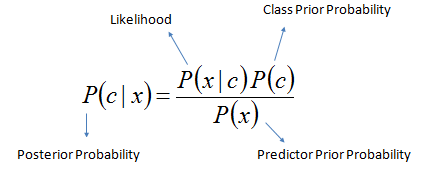 Likelihood
Class Prior Probability
P(c | x) = P(x | c)P(c) / P(x)
Posterior Probability
Predictor Prior Probability